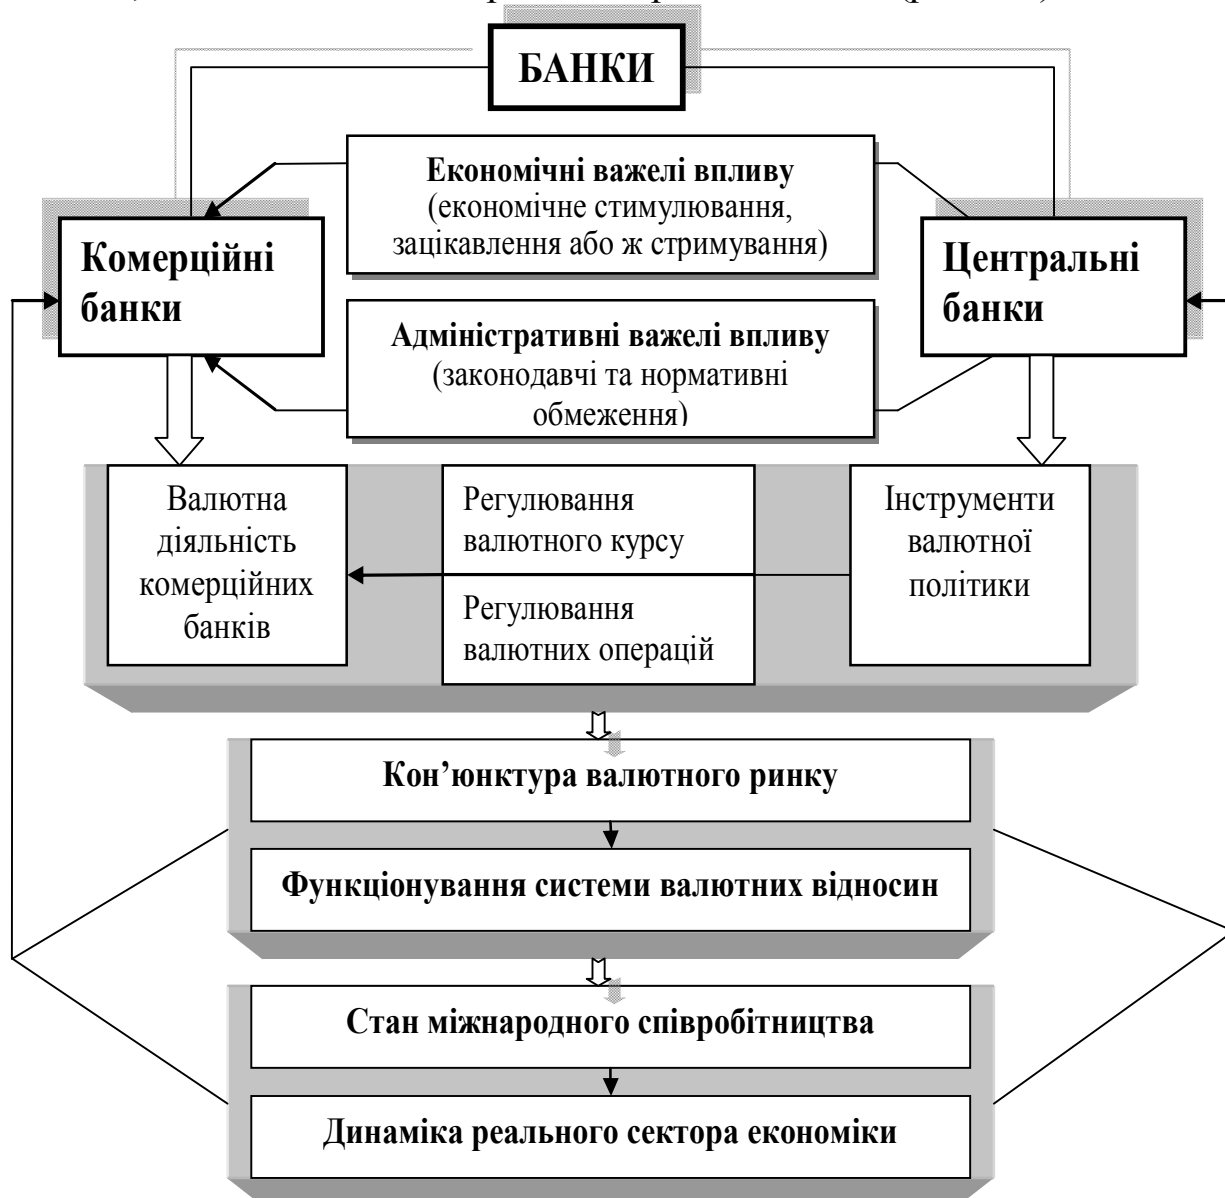 БАНКИ
Економічні важелі впливу
(економічне стимулювання,
зацікавлення або ж стримування)
Комерційні
банки
Центральні
банки
Адміністративні важелі впливу
(законодавчі та нормативні
обмеження)
Валютна
діяльність
комерційних
банків
Регулювання
валютного курсу
Регулювання
валютних операцій
Інструменти
валютної
політики
Кон’юнктура валютного ринку
Функціонування системи валютних відносин
Стан міжнародного співробітництва
Динаміка реального сектора економіки